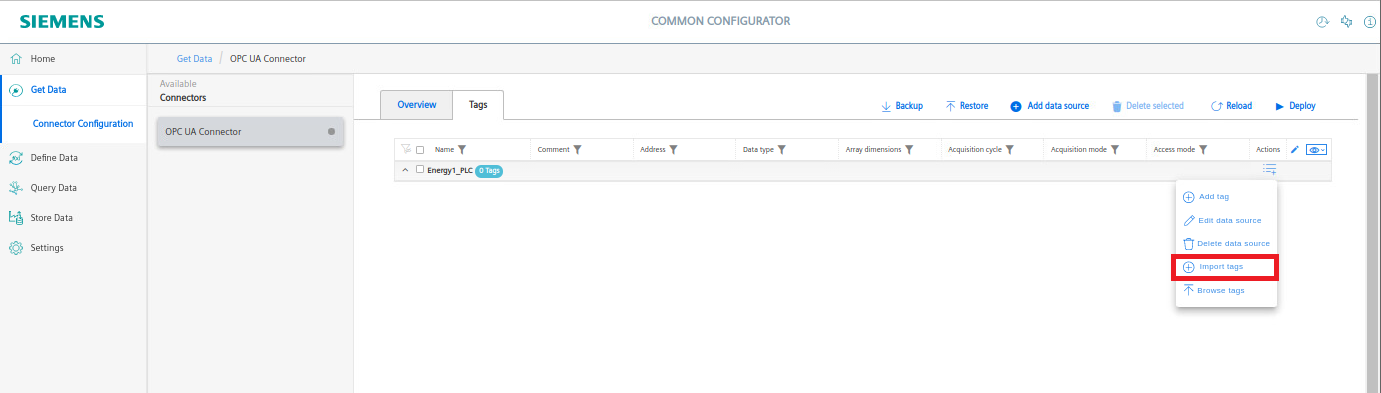 SIEMENS
COMMON CONFIGURATOR
Home
Get Data
Connector Configuration
Define Data
Query Data
Store Data
Settings
Get Data / OPC UA Connector
Available
Connectors
OPC UA Connector
Overview Tags
Backup Restore Add data source Delete selected Reload Deploy
Name Comment Address Data type Array dimensions Acquisition cycle Acquisition mode Access mode Actions
Energy1_PLC 0 Tags
Add tag
Edit data source
Delete data source
Import tags
Browse tags